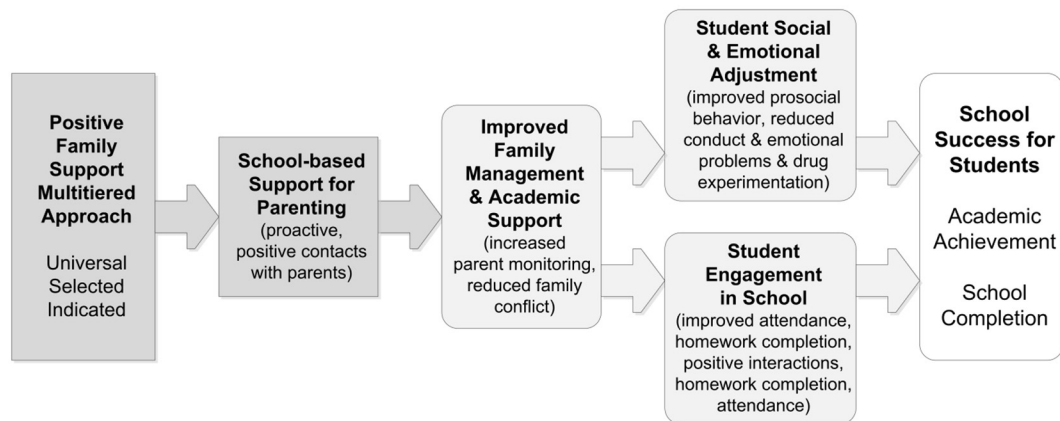 Positive
Family
Support
Multitiered
Approach
Universal
Selected
Indicated
School-based
Support for
Parenting
(proactive,
positive contacts
with parents)
Improved
Family
Management
& Academic
Support
(increased
parent monitoring,
reduced family
conflict)
Student Social
& Emotional
Adjustment
(improved prosocial
behavior, reduced
conduct & emotional
problems & drug
experimentation)
Student
Engagement
in School
(improved attendance,
homework completion,
positive interactions,
homework completion,
attendance)
School
Success for
Students
Academic
Achievement
School
Completion